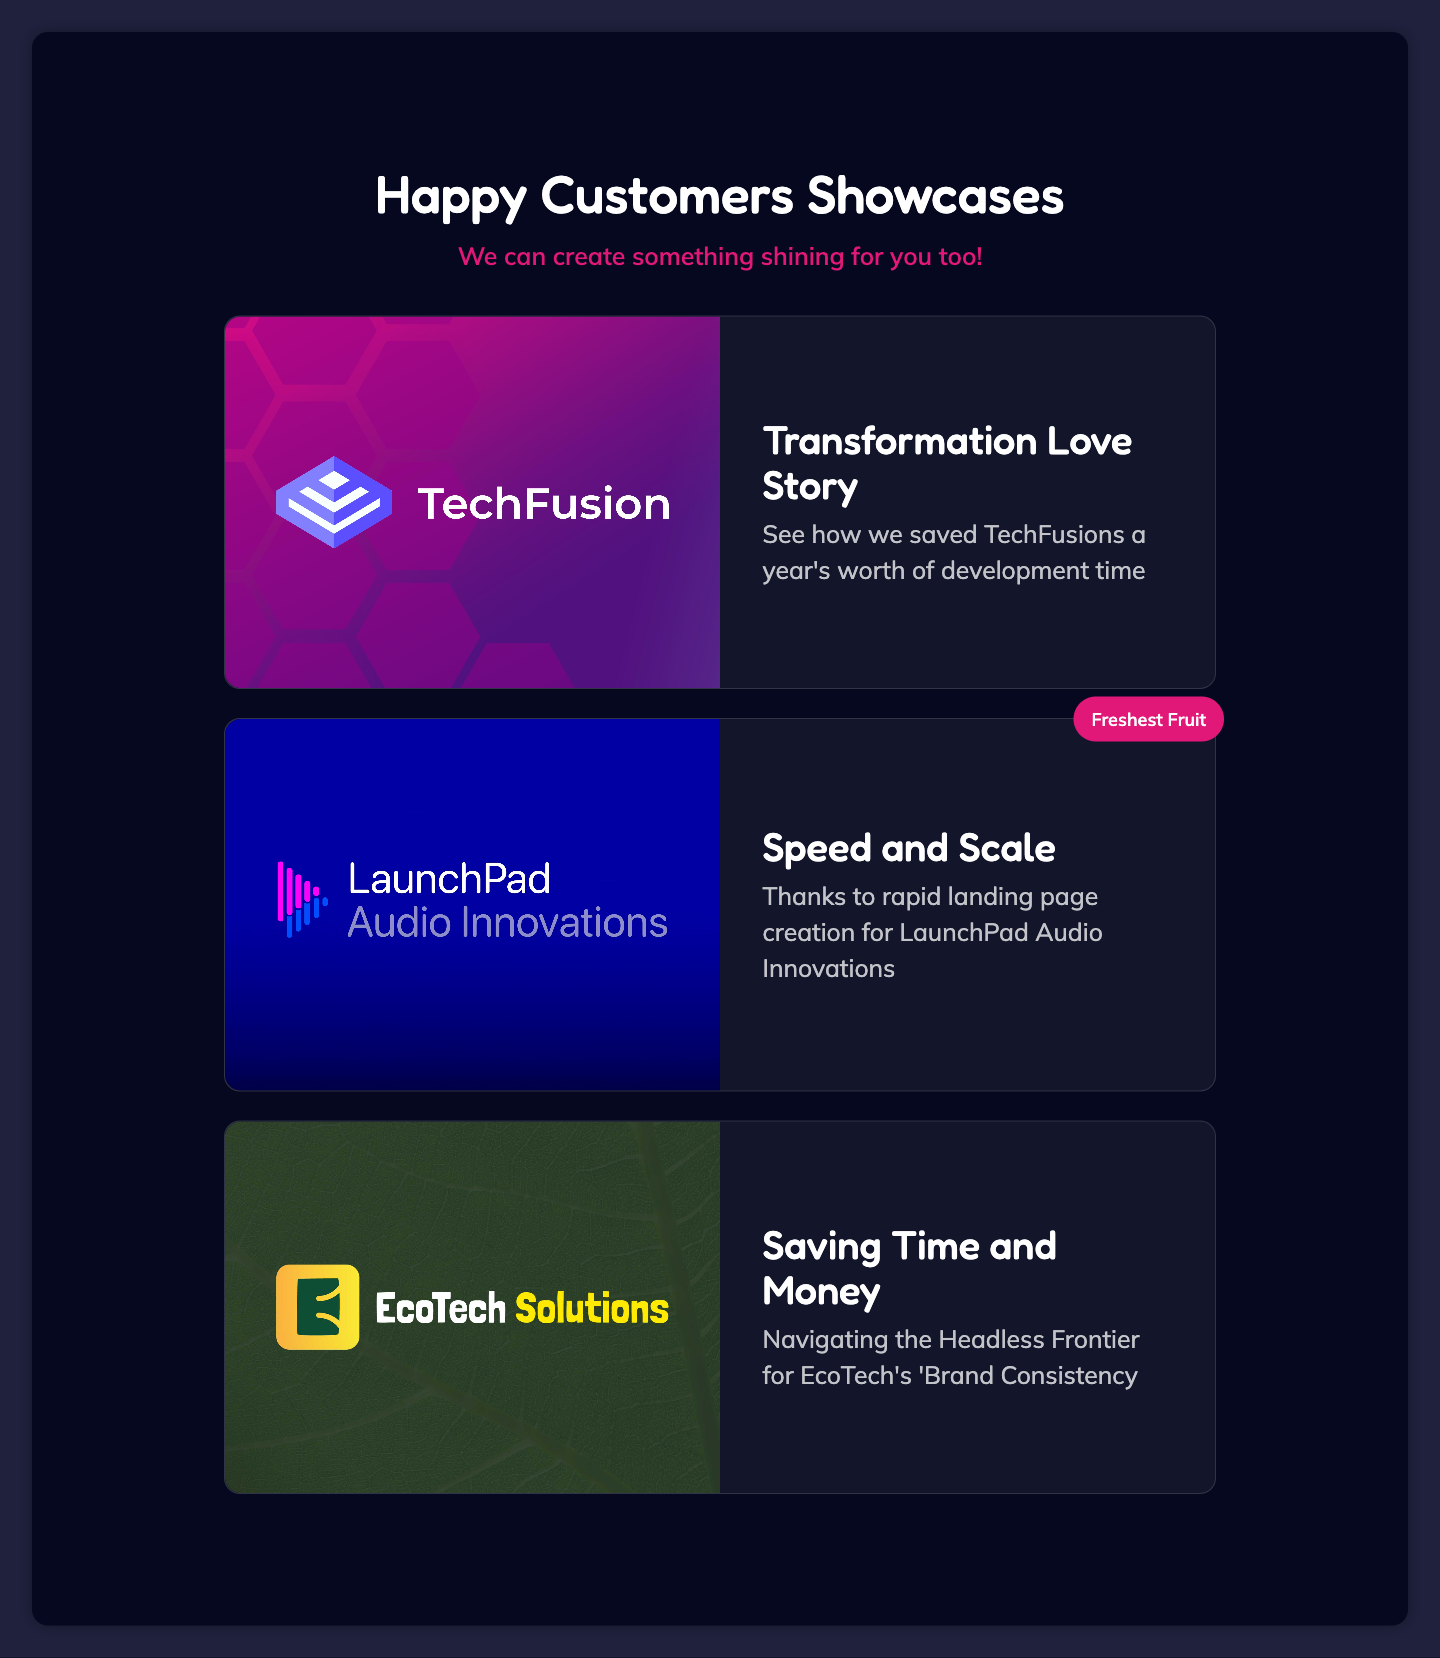 Happy Customers Showcases
We can create something shining for you too!
TechFusion
Transformation Love
Story
See how we saved TechFusions a
year's worth of development time
Freshest Fruit
LaunchPad
Audio Innovations
Speed and Scale
Thanks to rapid landing page
creation for LaunchPad Audio
Innovations
EcoTech Solutions
Saving Time and
Money
Navigating the Headless Frontier
for EcoTech's 'Brand Consistency